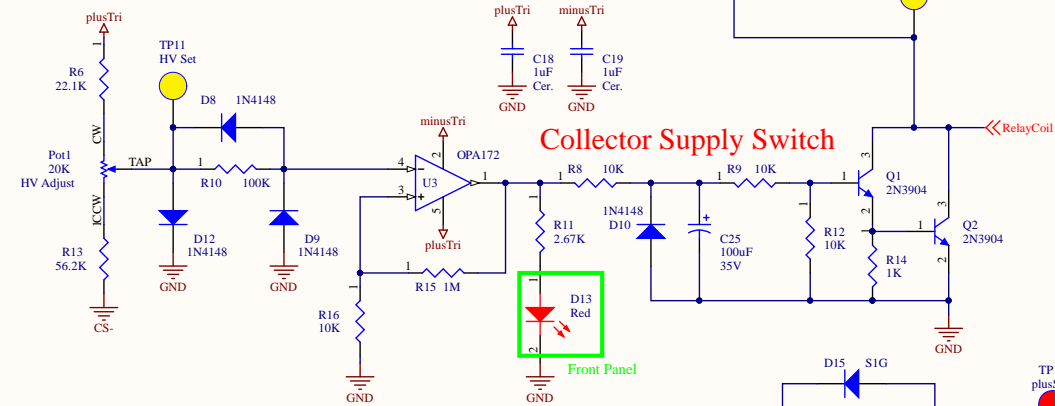 plusTri
1
R6
22.1K
CW
Pot1
20K
HV Adjust
TAP
CCW
1
R13
56.2K
CS-
TP11
HV Set
D8
1N4148
1
R10
100K
D12
1N4148
GND
D9
1N4148
GND
plusTri
C18
1uF
Cer.
GND
minusTri
C19
1uF
Cer.
GND
minusTri
2
OPA172
4
3
U3
1
5
plusTri
1
R15 1M
1
R16
10K
GND
Collector Supply Switch
1
R8
10K
1
R11
2.67K
1
D13
Red
2
Front Panel
GND
1N4148
D10
C25
100uF
35V
1
R9
10K
1
R12
10K
1
3
Q1
2N3904
2
1
R14
1K
3
Q2
2N3904
2
GND
RelayCoil
D15
S1G
TP
plusS